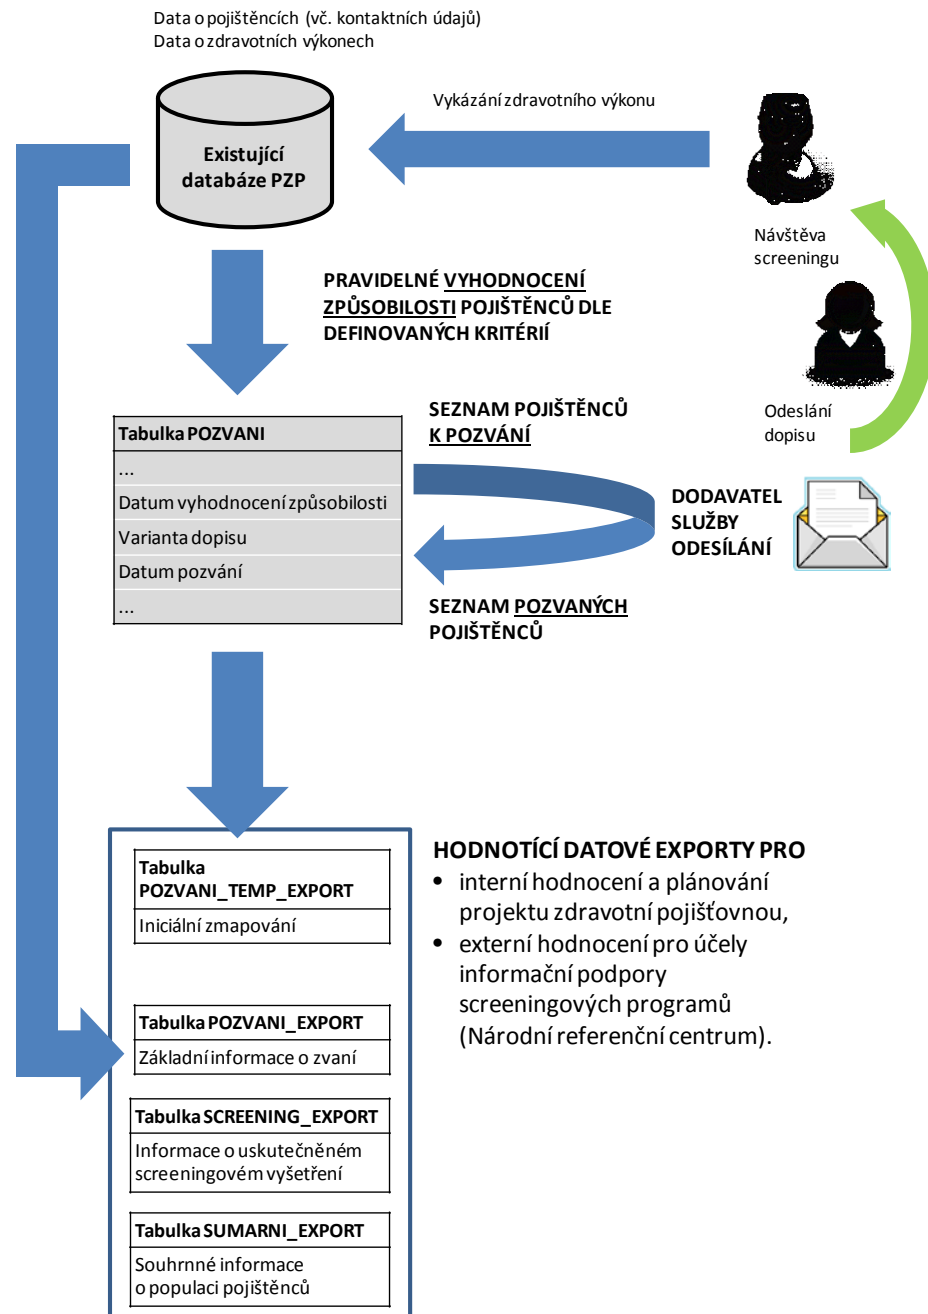 Data o pojištěncích (vč. kontaktních údajů)
Data o zdravotních výkonech
Vykázání zdravotního výkonu
Existující
databáze PZP
Návštěva
screeningu
PRAVIDELNÉ VYHODNOCENÍ
ZPŮSOBILOSTI POJIŠTĚNCŮ DLE
DEFINOVANÝCH KRITÉRIÍ
Odeslání
dopisu
SEZNAM POJIŠTĚNCŮ
K POZVÁNÍ
Tabulka POZVANI
...
Datum vyhodnocení způsobilosti
Varianta dopisu
Datum pozvání
...
DODAVATEL
SLUŽBY
ODESÍLÁNÍ
SEZNAM POZVANÝCH
POJIŠTĚNCŮ
Tabulka
POZVANI_TEMP_EXPORT
Iniciální zmapování
Tabulka POZVANI_EXPORT
Základní informace o zvaní
Tabulka SCREENING_EXPORT
Informace o uskutečněném
screeningovém vyšetření
Tabulka SUMARNI_EXPORT
Souhrnné informace
o populaci pojištěnců
HODNOTÍCÍ DATOVÉ EXPORTY PRO
• interní hodnocení a plánování
projektu zdravotní pojišťovnou,
• externí hodnocení pro účely
informační podpory
screeningových programů
(Národní referenční centrum).